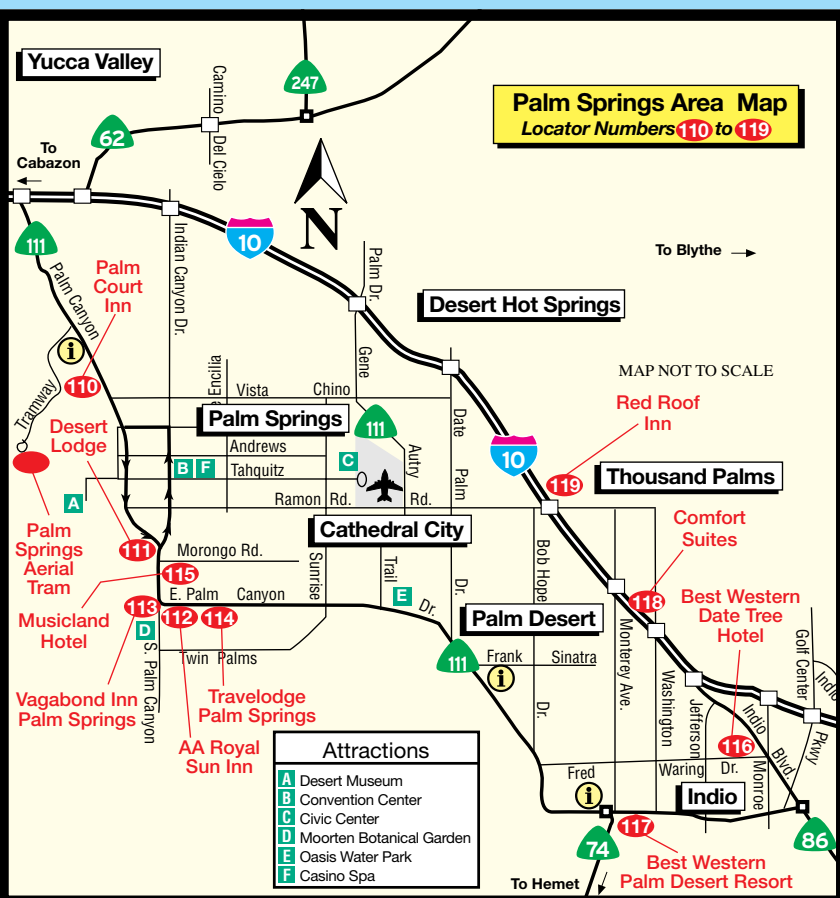 Yucca Valley
247
Camino
Del Cielo
62
Palm Springs Area Map
Locator Numbers 110 to 119
To
Cabazon
N
111
10
Indian Canyon Dr.
Palm Canyon
Palm
Court
Inn
Palm Dr.
To Blythe
Desert Hot Springs
i
110
Tramway
Encilia
Vista Chino
Gene
Autry
MAP NOT TO SCALE
Red Roof
Inn
Palm Springs
111
Date
Palm
Dr.
10
Desert
Lodge
Andrews
B F
Tahquitz
C
A
119
Thousand Palms
Ramon Rd.
Rd.
Palm
Springs
Aerial
Tram
111
Cathedral City
Comfort
Suites
Morongo Rd.
Sunrise
Trail
Bob Hope
Dr.
115
Musicland
Hotel
E. Palm Canyon
Dr.
E
118
Best Western
Date Tree
Hotel
113
112
114
D
Palm Desert
Golf Center
Pkwy
Indio
S. Palm Canyon
Twin Palms
111
Frank Sinatra
i
Monterey Ave.
Washington
Jefferson
Indio
Blvd.
Monroe
Vagabond Inn
Palm Springs
Travelodge
Palm Springs
AA Royal
Sun Inn
116
Attractions
A Desert Museum
B Convention Center
C Civic Center
D Moorten Botanical Garden
E Oasis Water Park
F Casino Spa
Fred Waring Dr.
i
Indio
117
74
86
To Hemet
Best Western
Palm Desert Resort